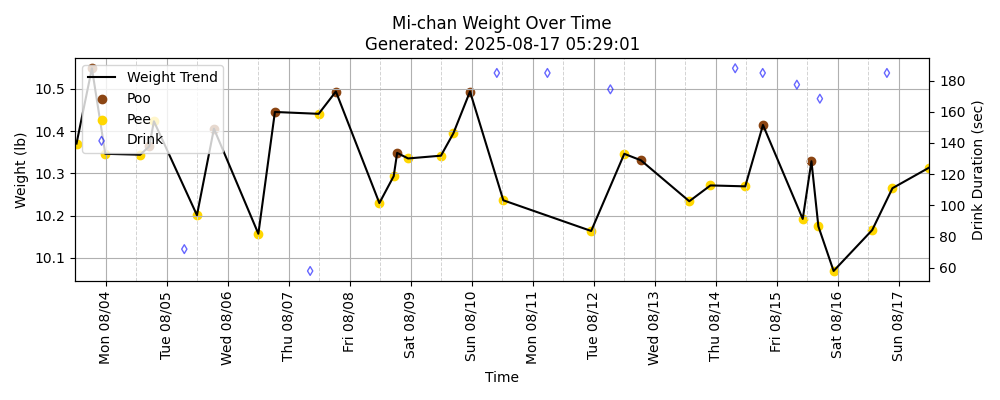 Mi-chan Weight Over Time
Generated: 2025-08-17 05:29:01
Weight Trend
Poo
Pee
Drink
Weight (lb)
10.5
10.4
10.3
10.2
10.1
Drink Duration (sec)
180
160
140
120
100
80
60
Mon 08/04
Tue 08/05
Wed 08/06
Thu 08/07
Fri 08/08
Sat 08/09
Sun 08/10
Mon 08/11
Tue 08/12
Wed 08/13
Thu 08/14
Fri 08/15
Sat 08/16
Sun 08/17
Time